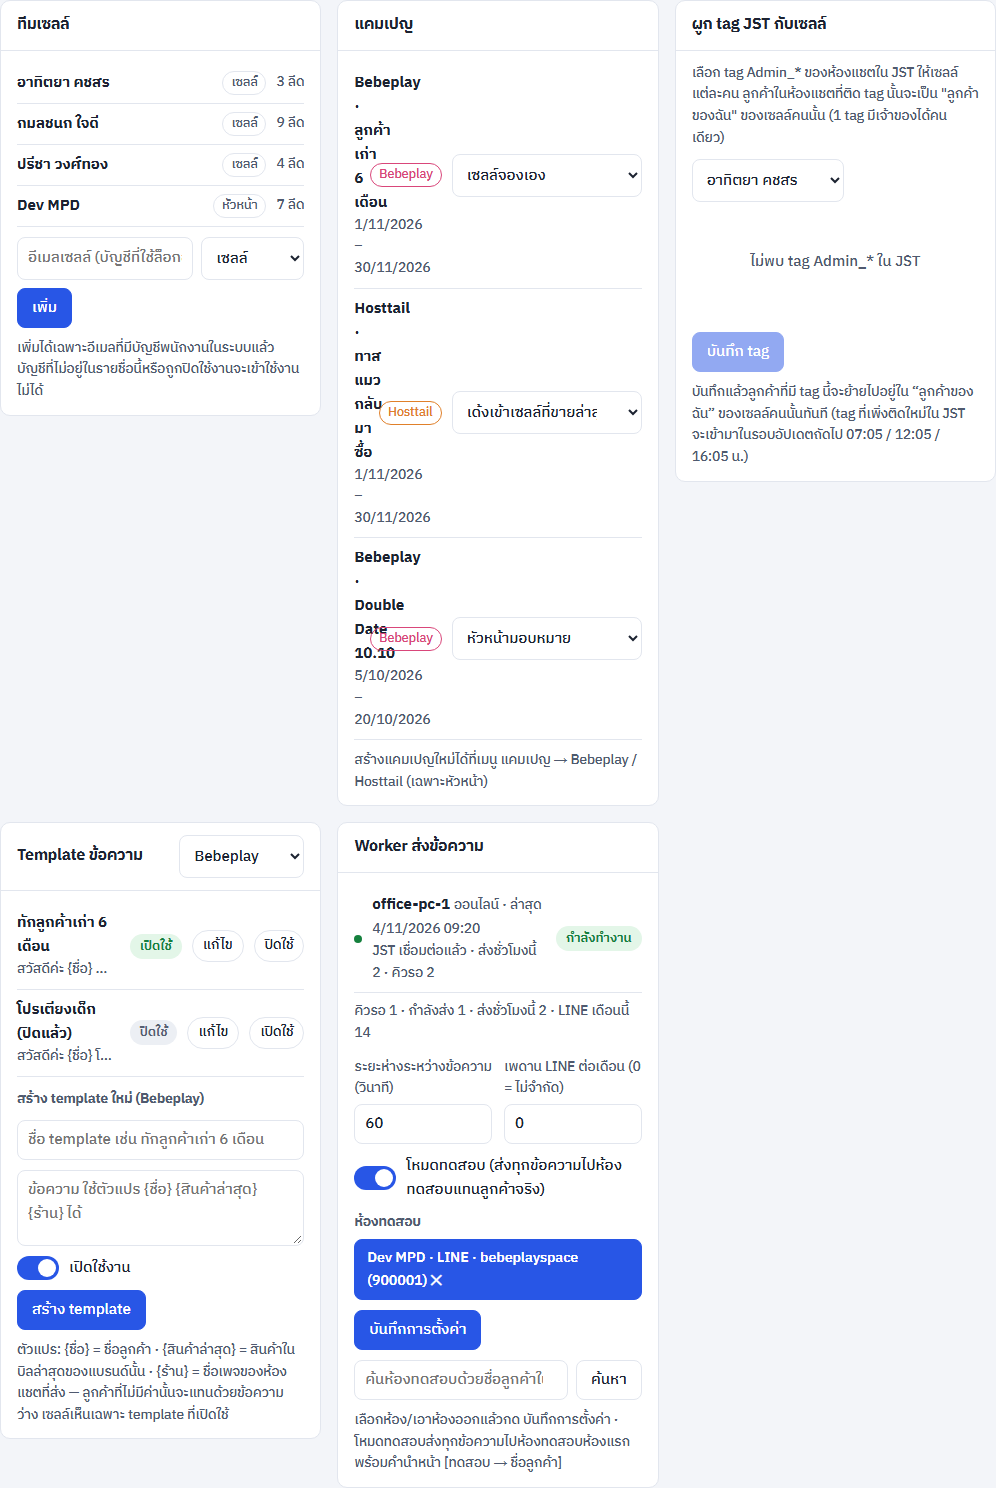 ทีมเซลล์
อาทิตยา คชสร เซลล์ 3 ลีด
กมลชนก ใจดี เซลล์ 9 ลีด
ปรีชา วงศ์ทอง เซลล์ 4 ลีด
Dev MPD หัวหน้า 7 ลีด
อีเมลเซลล์ (บัญชีที่ใช้ล็อก เซลล์
เพิ่ม
เพิ่มได้เฉพาะอีเมลที่มีบัญชีพนักงานในระบบแล้ว
บัญชีที่ไม่อยู่ในรายชื่อนี้หรือถูกปิดใช้งานจะเข้าใช้งาน
ไม่ได้
แคมเปญ
Bebeplay
·
ลูกค้า
เก่า
6
เดือน
1/11/2026
–
30/11/2026
Bebeplay
เซลล์จองเอง
Hosttail
·
ทาส
แมว
กลับ
มา
ซื้อ
1/11/2026
–
30/11/2026
Hosttail
เด้งเข้าเซลล์ที่ขายล่าส
Bebeplay
·
Double
Date
10.10
5/10/2026
–
20/10/2026
Bebeplay
หัวหน้ามอบหมาย
สร้างแคมเปญใหม่ได้ที่เมนู แคมเปญ → Bebeplay /
Hosttail (เฉพาะหัวหน้า)
ผูก tag JST กับเซลล์
เลือก tag Admin_* ของห้องแชตใน JST ให้เซลล์
แต่ละคน ลูกค้าในห้องแชตที่ติด tag นั้นจะเป็น "ลูกค้า
ของฉัน" ของเซลล์คนนั้น (1 tag มีเจ้าของได้คน
เดียว)
อาทิตยา คชสร
ไม่พบ tag Admin_* ใน JST
บันทึก tag
บันทึกแล้วลูกค้าที่มี tag นี้จะย้ายไปอยู่ใน “ลูกค้าของ
ฉัน” ของเซลล์คนนั้นทันที (tag ที่เพิ่งติดใหม่ใน JST
จะเข้ามาในรอบอัปเดตถัดไป 07:05 / 12:05 /
16:05 น.)
Template ข้อความ Bebeplay
ทักลูกค้าเก่า 6
เดือน
สวัสดีค่ะ {ชื่อ} ...
เปิดใช้ แก้ไข ปิดใช้
โปรเตียงเด็ก
(ปิดแล้ว)
สวัสดีค่ะ {ชื่อ} โ...
ปิดใช้ แก้ไข เปิดใช้
สร้าง template ใหม่ (Bebeplay)
ชื่อ template เช่น ทักลูกค้าเก่า 6 เดือน
ข้อความ ใช้ตัวแปร {ชื่อ} {สินค้าล่าสุด}
{ร้าน} ได้
เปิดใช้งาน
สร้าง template
ตัวแปร: {ชื่อ} = ชื่อลูกค้า · {สินค้าล่าสุด} = สินค้าใน
บิลล่าสุดของแบรนด์นั้น · {ร้าน} = ชื่อเพจของห้อง
แชตที่ส่ง — ลูกค้าที่ไม่มีค่านั้นจะแทนด้วยข้อความ
ว่าง เซลล์เห็นเฉพาะ template ที่เปิดใช้
Worker ส่งข้อความ
office-pc-1 ออนไลน์ · ล่าสุด
4/11/2026 09:20
JST เชื่อมต่อแล้ว · ส่งชั่วโมงนี้
2 · คิวรอ 2
กำลังทำงาน
คิวรอ 1 · กำลังส่ง 1 · ส่งชั่วโมงนี้ 2 · LINE เดือนนี้
14
ระยะห่างระหว่างข้อความ
(วินาที)
เพดาน LINE ต่อเดือน (0
= ไม่จำกัด)
60 0
โหมดทดสอบ (ส่งทุกข้อความไปห้อง
ทดสอบแทนลูกค้าจริง)
ห้องทดสอบ
Dev MPD · LINE · bebeplayspace
(900001) ✕
บันทึกการตั้งค่า
ค้นห้องทดสอบด้วยชื่อลูกค้าใ ค้นหา
เลือกห้อง/เอาห้องออกแล้วกด บันทึกการตั้งค่า ·
โหมดทดสอบส่งทุกข้อความไปห้องทดสอบห้องแรก
พร้อมคำนำหน้า [ทดสอบ → ชื่อลูกค้า]